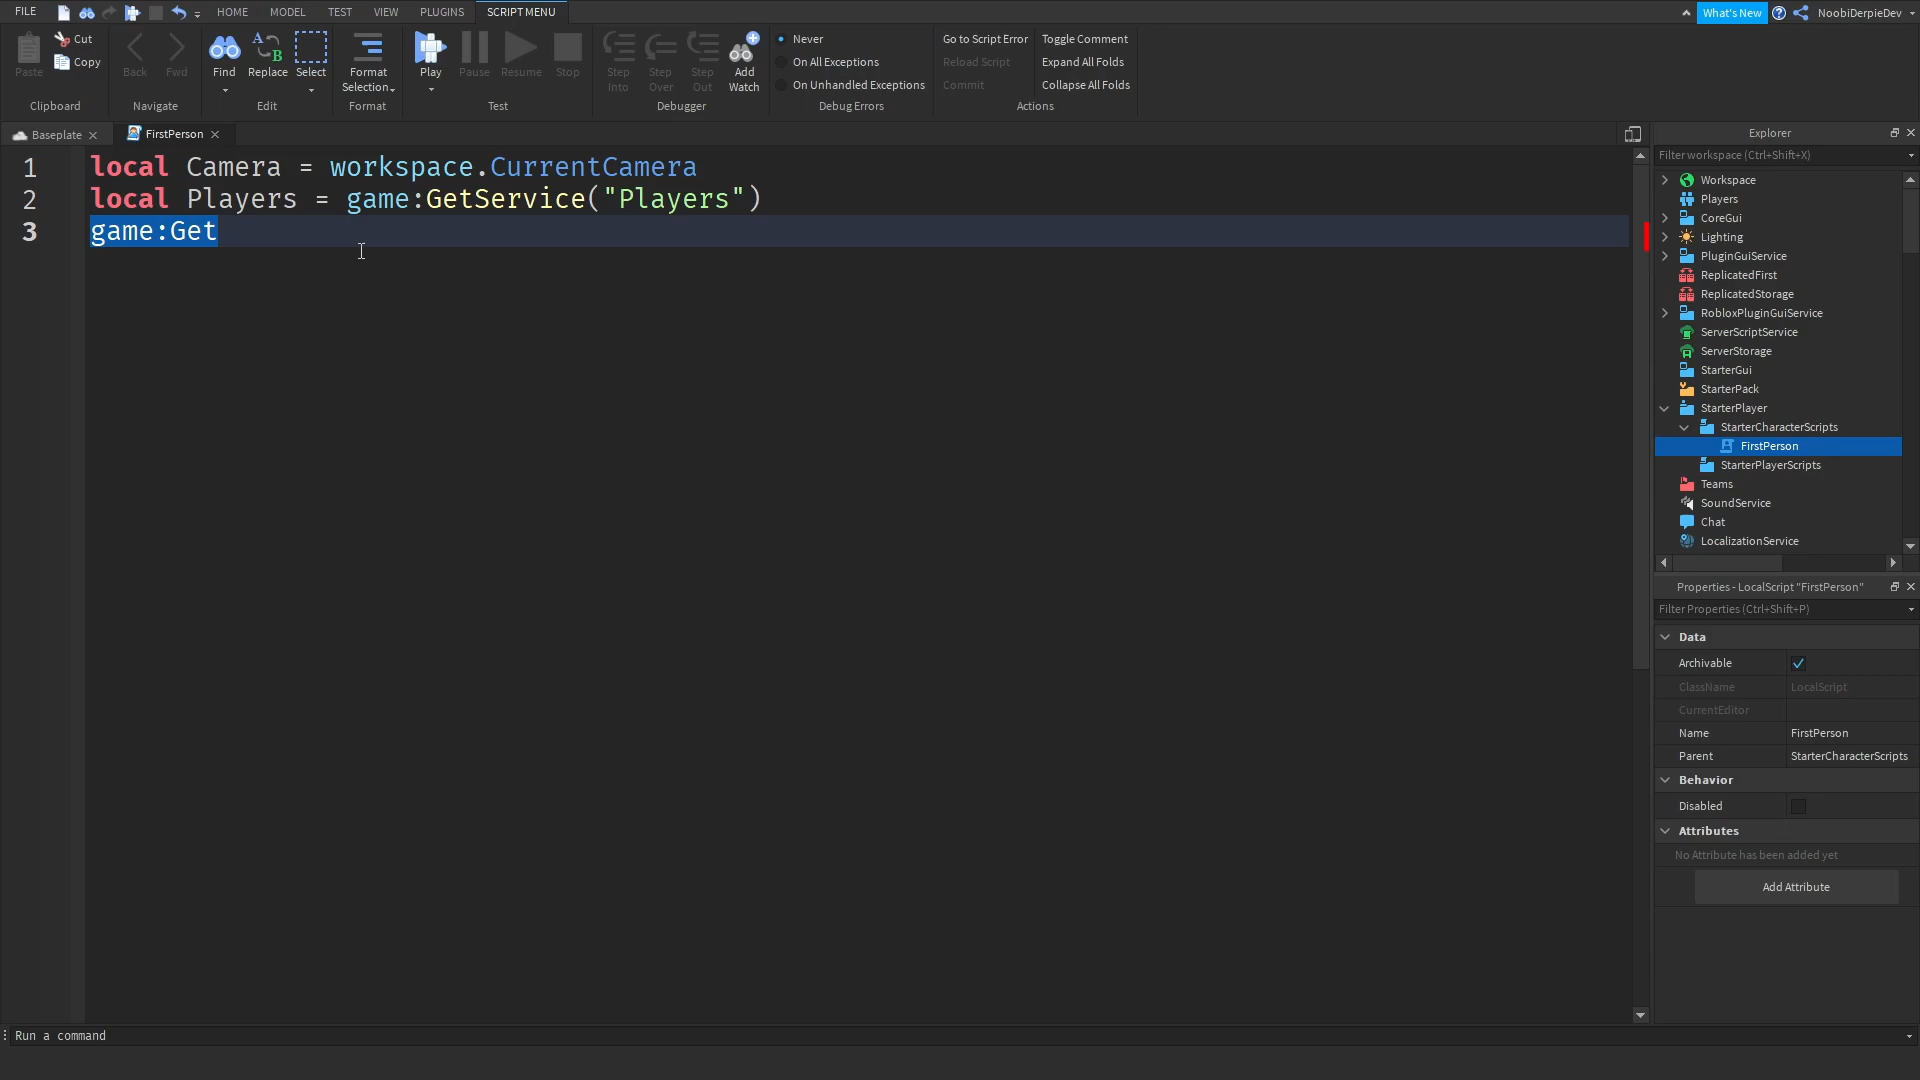 FILE HOME MODEL TEST VIEW PLUGINS SCRIPT MENU What's New NoobiDerpieDev
Paste Cut Copy Clipboard
Back Fwd Navigate
Find Replace Select Edit
Format Selection Format
Play Pause Resume Stop Test
Step Into Step Over Step Out Add Watch Debugger
Never
On All Exceptions
On Unhandled Exceptions
Debug Errors
Go to Script Error Toggle Comment
Reload Script Expand All Folds
Commit Collapse All Folds
Actions
Baseplate FirstPerson
1 local Camera = workspace.CurrentCamera
2 local Players = game:GetService("Players")
3 game:Get
Explorer
Filter workspace (Ctrl+Shift+X)
Workspace
Players
CoreGui
Lighting
PluginGuiService
ReplicatedFirst
ReplicatedStorage
RobloxPluginGuiService
ServerScriptService
ServerStorage
StarterGui
StarterPack
StarterPlayer
StarterCharacterScripts
FirstPerson
StarterPlayerScripts
Teams
SoundService
Chat
LocalizationService
Properties - LocalScript "FirstPerson"
Filter Properties (Ctrl+Shift+P)
Data
Archivable
ClassName LocalScript
CurrentEditor
Name FirstPerson
Parent StarterCharacterScripts
Behavior
Disabled
Attributes
No Attribute has been added yet
Add Attribute
Run a command